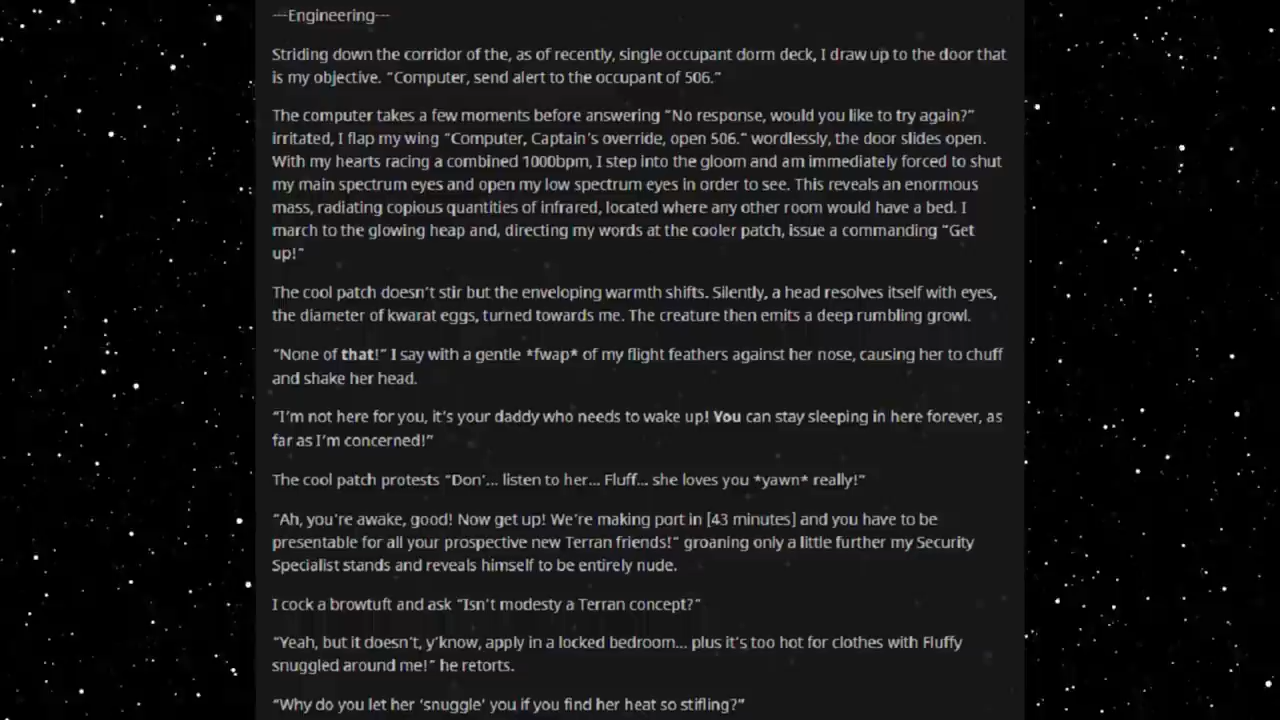 ---Engineering---
Striding down the corridor of the, as of recently, single occupant dorm deck, I draw up to the door that
is my objective. “Computer, send alert to the occupant of 506.”
The computer takes a few moments before answering “No response, would you like to try again?”
irritated, I flap my wing “Computer, Captain’s override, open 506.” wordlessly, the door slides open.
With my hearts racing a combined 1000bpm, I step into the gloom and am immediately forced to shut
my main spectrum eyes and open my low spectrum eyes in order to see. This reveals an enormous
mass, radiating copious quantities of infrared, located where any other room would have a bed. I
march to the glowing heap and, directing my words at the cooler patch, issue a commanding “Get
up!”
The cool patch doesn’t stir but the enveloping warmth shifts. Silently, a head resolves itself with eyes,
the diameter of kwarat eggs, turned towards me. The creature then emits a deep rumbling growl.
“None of that!” I say with a gentle *fwap* of my flight feathers against her nose, causing her to chuff
and shake her head.
“I’m not here for you, it’s your daddy who needs to wake up! You can stay sleeping in here forever, as
far as I’m concerned!”
The cool patch protests “Don’... listen to her... Fluff... she loves you *yawn* really!”
“Ah, you’re awake, good! Now get up! We’re making port in [43 minutes] and you have to be
presentable for all your prospective new Terran friends!” groaning only a little further my Security
Specialist stands and reveals himself to be entirely nude.
I cock a browtuft and ask “Isn’t modesty a Terran concept?”
“Yeah, but it doesn’t, y’know, apply in a locked bedroom... plus it’s too hot for clothes with Fluffy
snuggled around me!” he retorts.
“Why do you let her ‘snuggle’ you if you find her heat so stifling?”